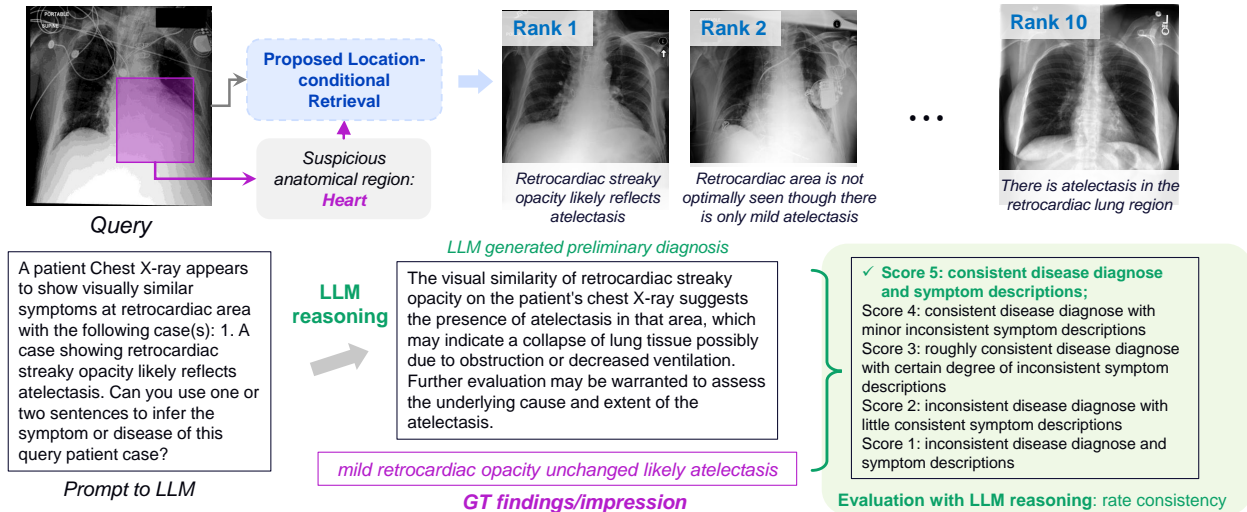 PORTABLE
SUPINE
Proposed Location-
conditional
Retrieval
Suspicious
anatomical region:
Heart
Query
Rank 1
Rank 2
Rank 10
Retrocardiac streaky
opacity likely reflects
atelectasis
Retrocardiac area is not
optimally seen though there
is only mild atelectasis
...
There is atelectasis in the
retrocardiac lung region
A patient Chest X-ray appears
to show visually similar
symptoms at retrocardiac area
with the following case(s): 1. A
case showing retrocardiac
streaky opacity likely reflects
atelectasis. Can you use one or
two sentences to infer the
symptom or disease of this
query patient case?
Prompt to LLM
LLM
reasoning
LLM generated preliminary diagnosis
The visual similarity of retrocardiac streaky
opacity on the patient's chest X-ray suggests
the presence of atelectasis in that area, which
may indicate a collapse of lung tissue possibly
due to obstruction or decreased ventilation.
Further evaluation may be warranted to assess
the underlying cause and extent of the
atelectasis.
mild retrocardiac opacity unchanged likely atelectasis
GT findings/impression
✓ Score 5: consistent disease diagnose
and symptom descriptions;
Score 4: consistent disease diagnose with
minor inconsistent symptom descriptions
Score 3: roughly consistent disease diagnose
with certain degree of inconsistent symptom
descriptions
Score 2: inconsistent disease diagnose with
little consistent symptom descriptions
Score 1: inconsistent disease diagnose and
symptom descriptions
Evaluation with LLM reasoning: rate consistency